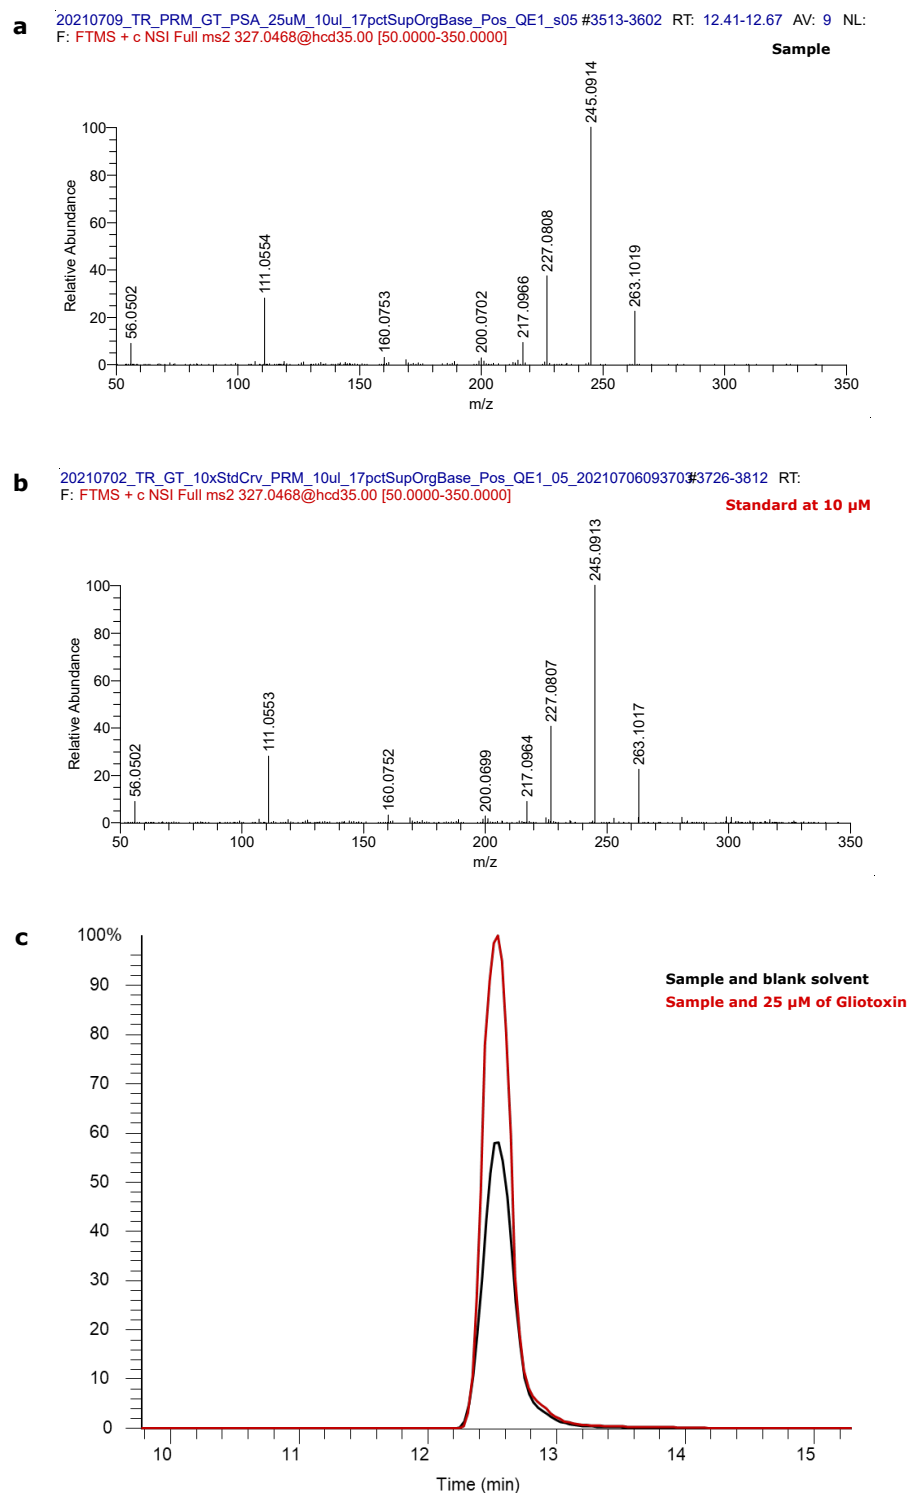 a
20210709_TR_PRM_GT_PSA_25uM_10ul_17pctSupOrgBase_Pos_QE1_s05 #3513-3602 RT: 12.41-12.67 AV: 9 NL:
F: FTMS + c NSI Full ms2 327.0468@hcd35.00 [50.0000-350.0000]
Sample
Relative Abundance
100
80
60
40
20
0
56.0502
111.0554
160.0753
200.0702
217.0966
227.0808
245.0914
263.1019
50 100 150 200 250 300 350
m/z
b
20210702_TR_GT_10xStdCrv_PRM_10ul_17pctSupOrgBase_Pos_QE1_05_20210706093703#3726-3812 RT:
F: FTMS + c NSI Full ms2 327.0468@hcd35.00 [50.0000-350.0000]
Standard at 10 µM
Relative Abundance
100
80
60
40
20
0
56.0502
111.0553
160.0752
200.0699
217.0964
227.0807
245.0913
263.1017
50 100 150 200 250 300 350
m/z
c
100%
90
80
70
60
50
40
30
20
10
0
Sample and blank solvent
Sample and 25 µM of Gliotoxin
10 11 12 13 14 15
Time (min)